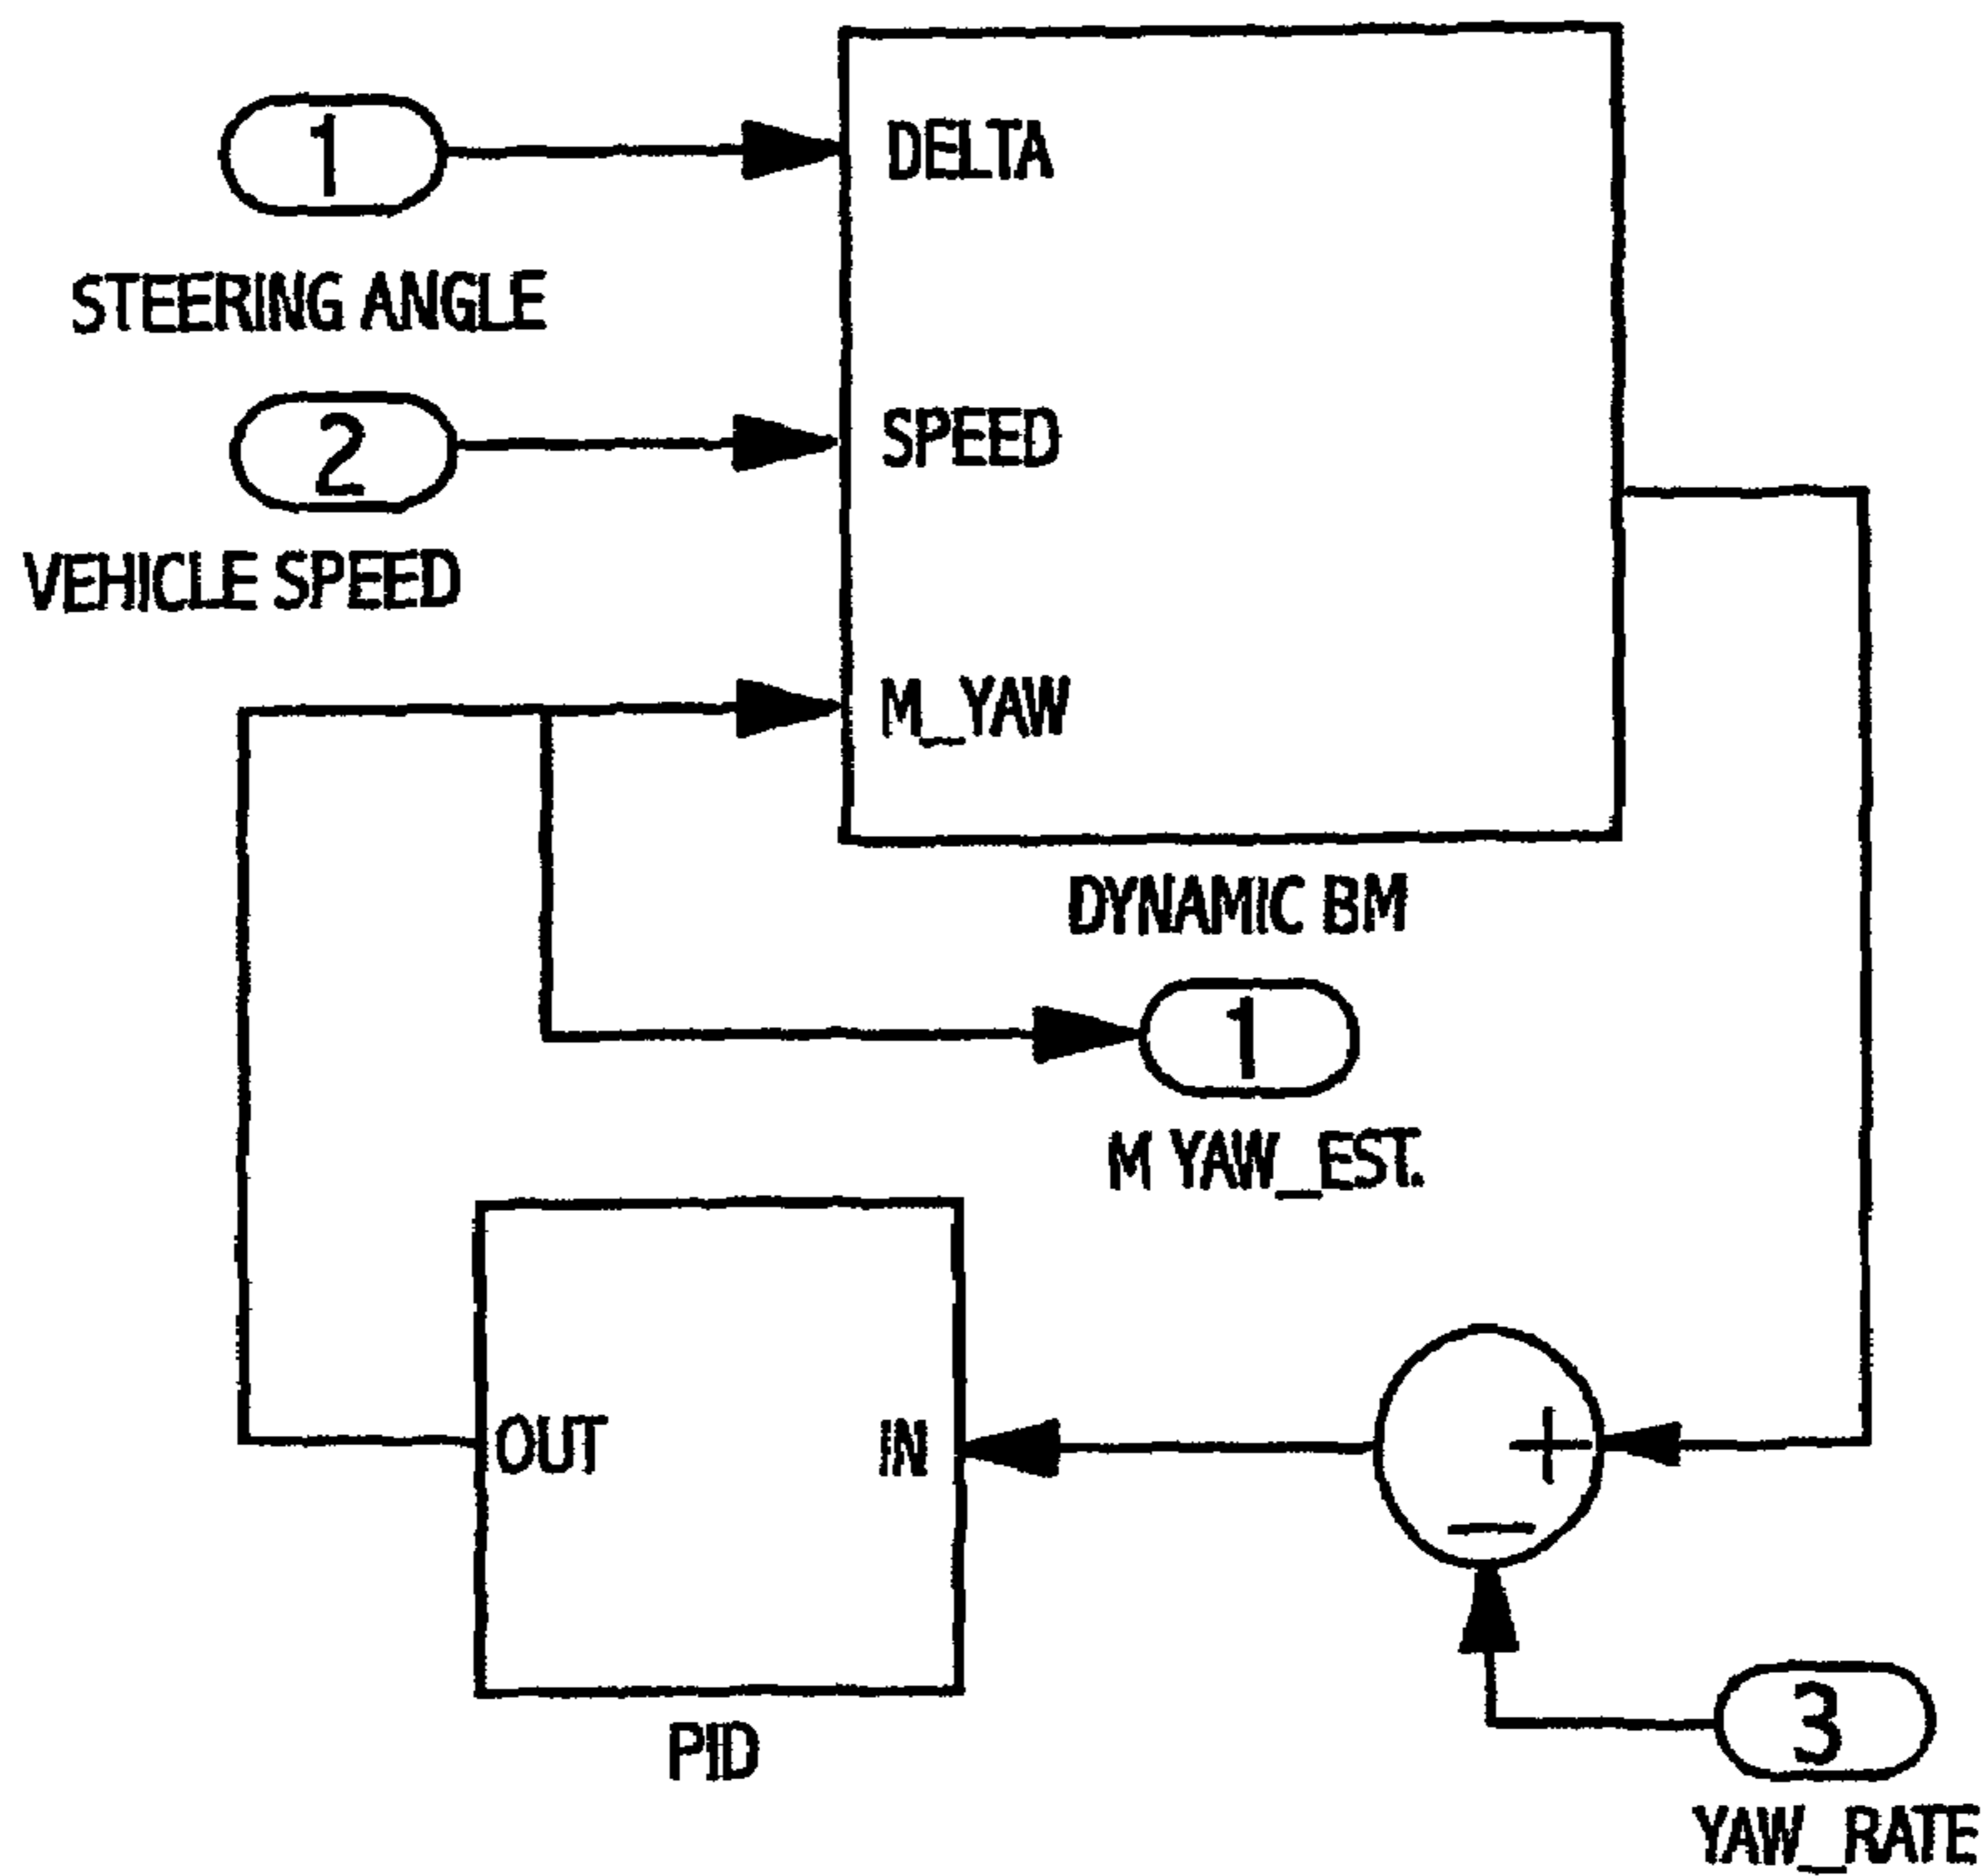 1
DELTA
STEERING ANGLE
2
SPEED
VEHICLE SPEED
M_YAW
DYNAMIC BM
1
M YAW_EST.
OUT
IN
+
−
PID
3
YAW_RATE